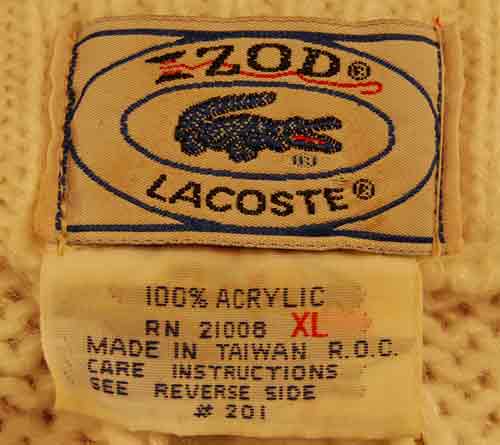 IZOD®
LACOSTE®
100% ACRYLIC
RN 21008 XL
MADE IN TAIWAN R.O.C.
CARE INSTRUCTIONS
SEE REVERSE SIDE
# 201